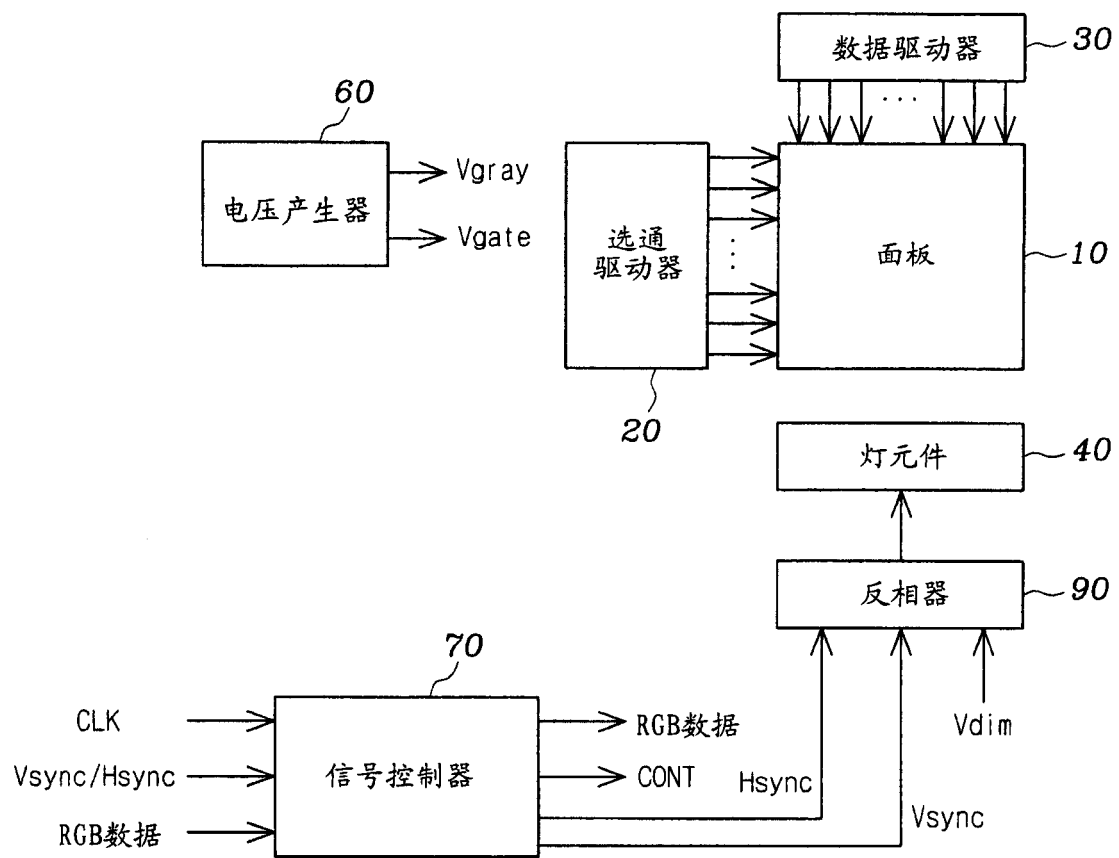 数据驱动器
30
60
电压产生器
Vgray
Vgate
选通
驱动器
20
面板
10
灯元件
40
反相器
90
70
CLK
Vsync/Hsync
RGB数据
信号控制器
RGB数据
CONT
Hsync
Vsync
Vdim